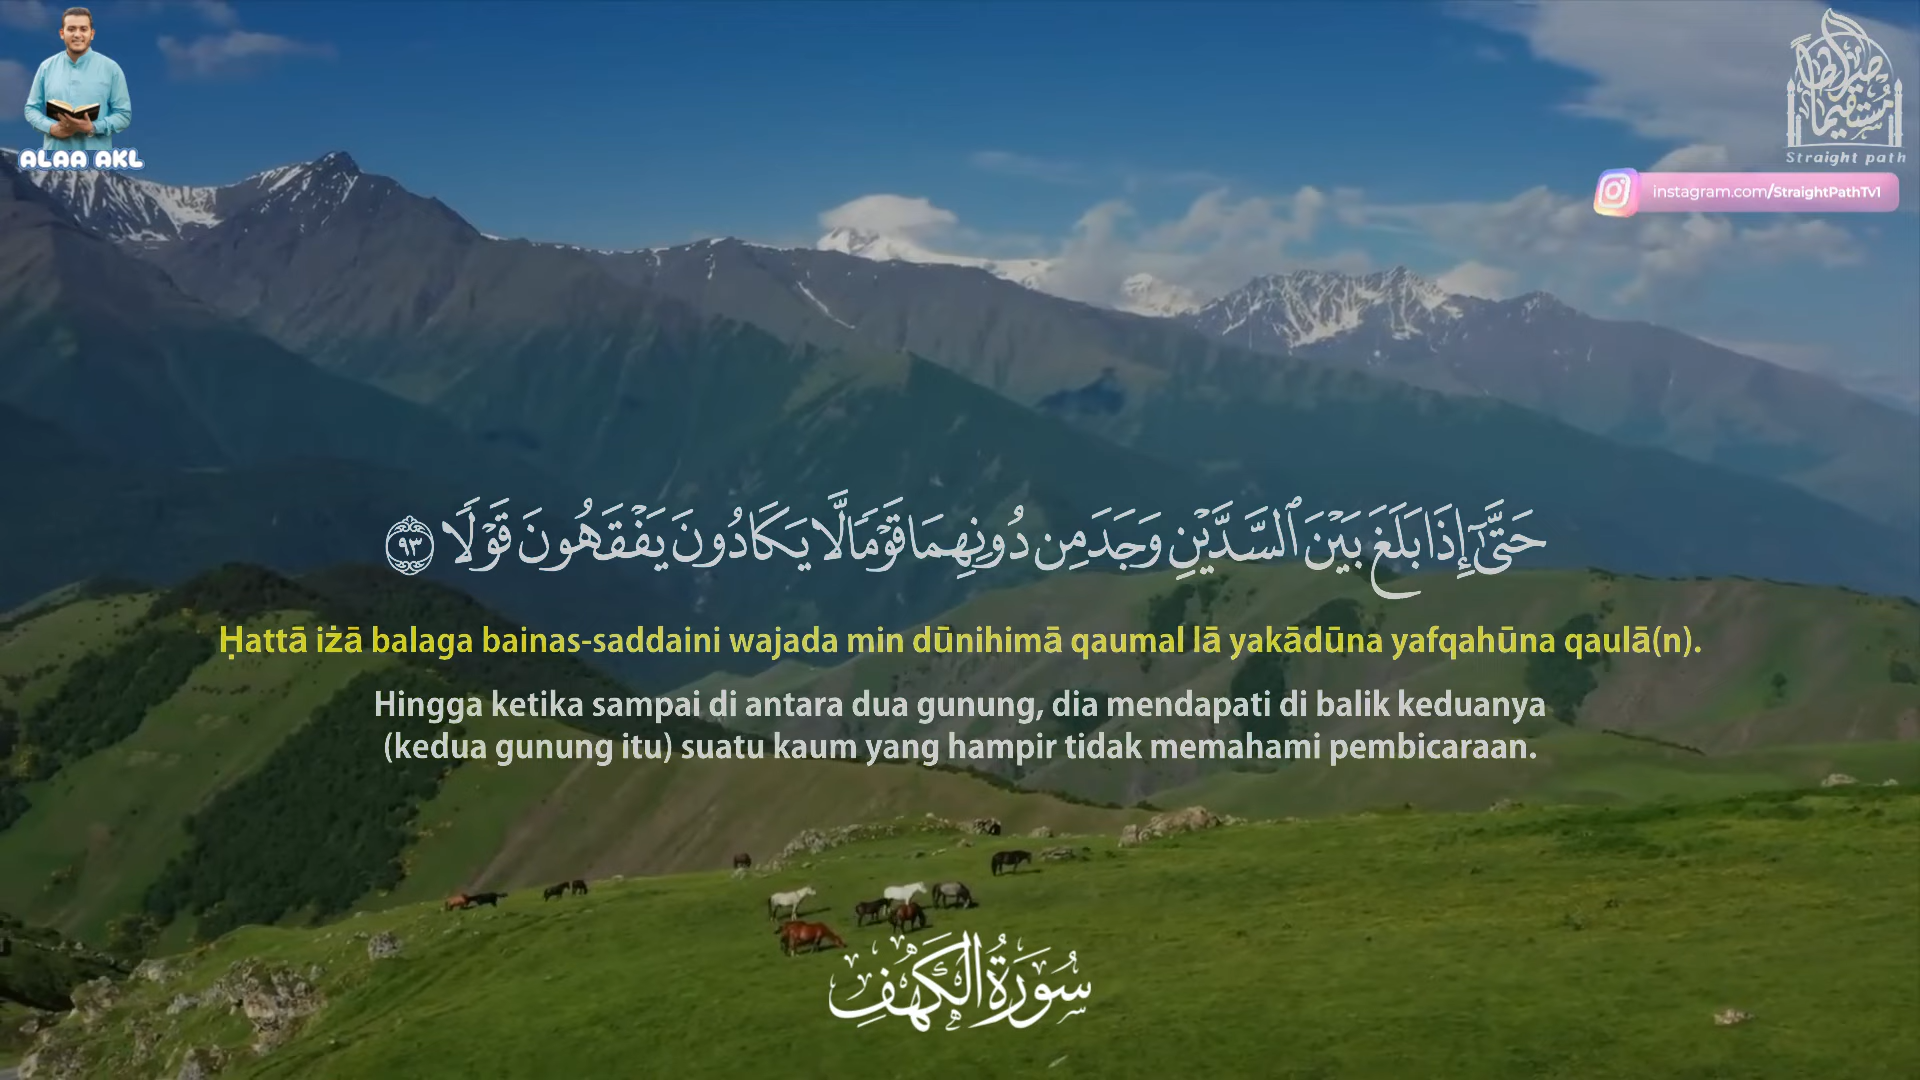 ALAA AKL
صراطا مستقيما
Straight path
instagram.com/StraightPathTv1
حَتَّىٰٓ إِذَا بَلَغَ بَيْنَ ٱلسَّدَّيْنِ وَجَدَ مِن دُونِهِمَا قَوْمًا لَّا يَكَادُونَ يَفْقَهُونَ قَوْلًا ۝٩٣
Ḥattā iżā balaga bainas-saddaini wajada min dūnihimā qaumal lā yakādūna yafqahūna qaulā(n).
Hingga ketika sampai di antara dua gunung, dia mendapati di balik keduanya
(kedua gunung itu) suatu kaum yang hampir tidak memahami pembicaraan.
سُورَةُ الكَهْفِ